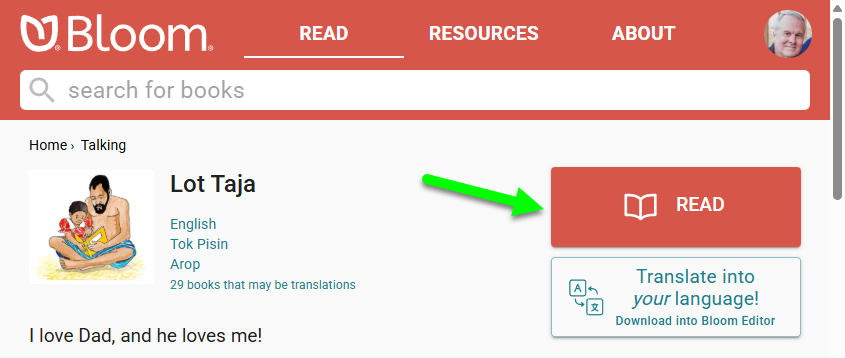 Bloom
READ RESOURCES ABOUT
search for books
Home › Talking
Lot Taja
English
Tok Pisin
Arop
29 books that may be translations
I love Dad, and he loves me!
READ
Translate into
your language!
Download into Bloom Editor